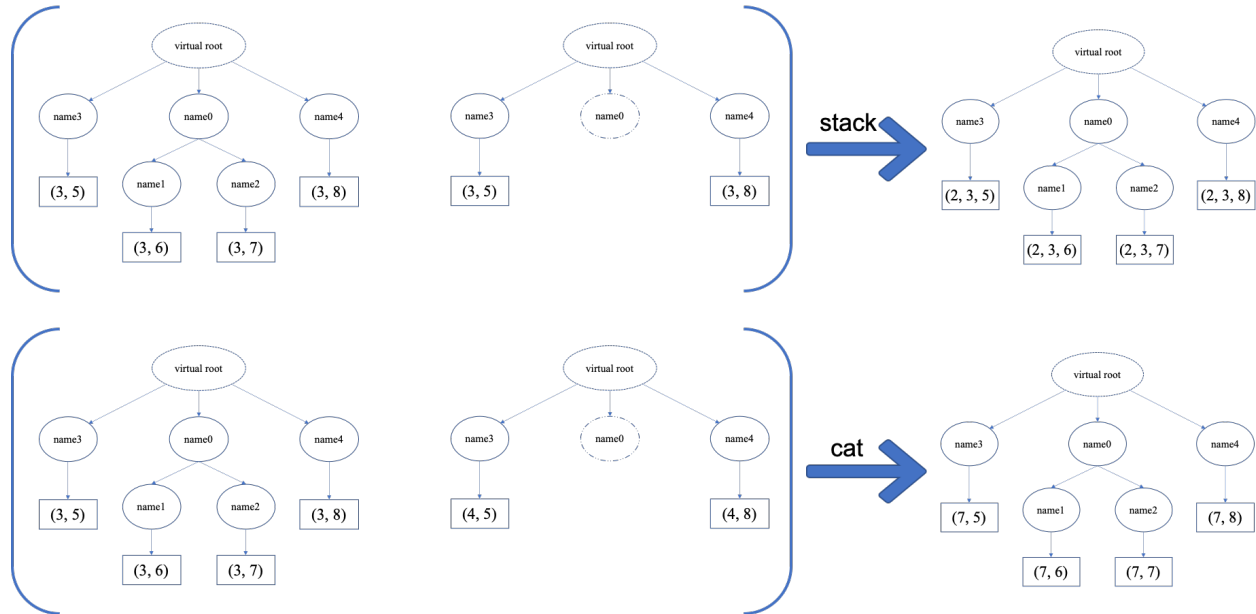 virtual root
virtual root
virtual root
name3 name0 name4
name3 name0 name4
stack
name3 name0 name4
(3, 5) name1 name2 (3, 8)
(3, 5) (3, 8)
(2, 3, 5) name1 name2 (2, 3, 8)
(3, 6) (3, 7)
(2, 3, 6) (2, 3, 7)
virtual root
virtual root
virtual root
name3 name0 name4
name3 name0 name4
cat
name3 name0 name4
(3, 5) name1 name2 (3, 8)
(4, 5) (4, 8)
(7, 5) name1 name2 (7, 8)
(3, 6) (3, 7)
(7, 6) (7, 7)